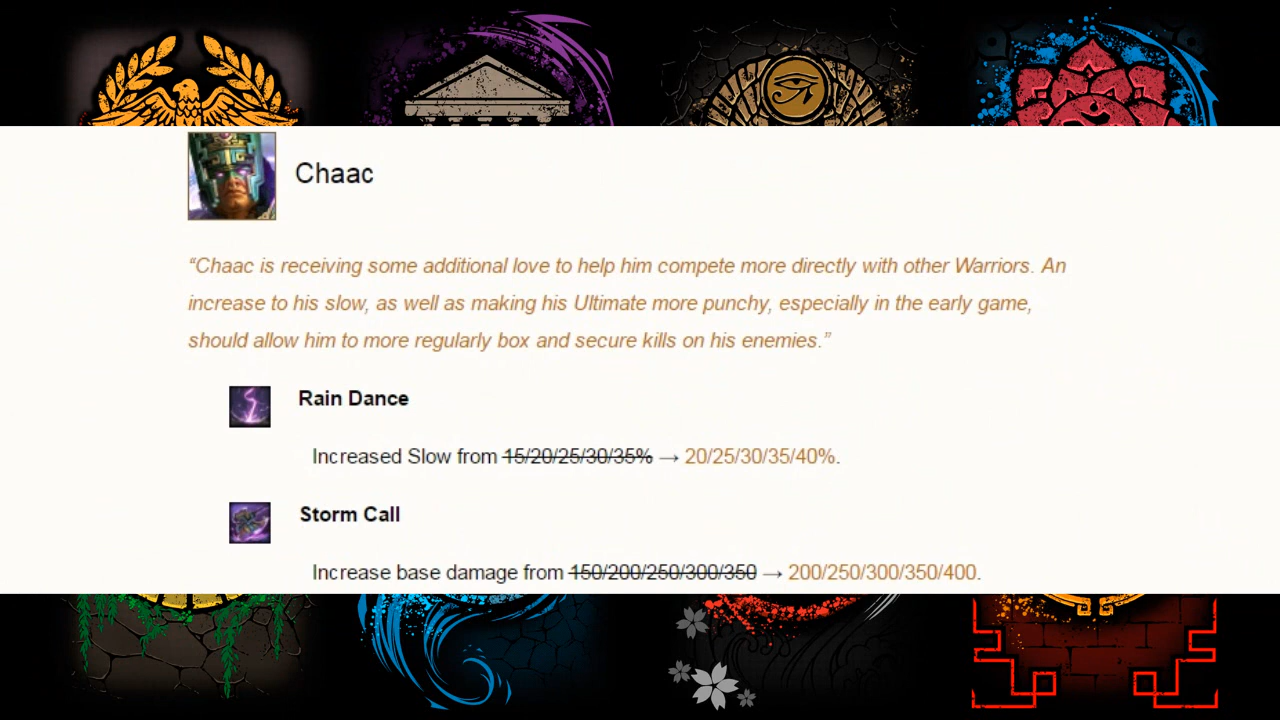 Chaac
“Chaac is receiving some additional love to help him compete more directly with other Warriors. An
increase to his slow, as well as making his Ultimate more punchy, especially in the early game,
should allow him to more regularly box and secure kills on his enemies.”
Rain Dance
Increased Slow from 15/20/25/30/35% → 20/25/30/35/40%.
Storm Call
Increase base damage from 150/200/250/300/350 → 200/250/300/350/400.